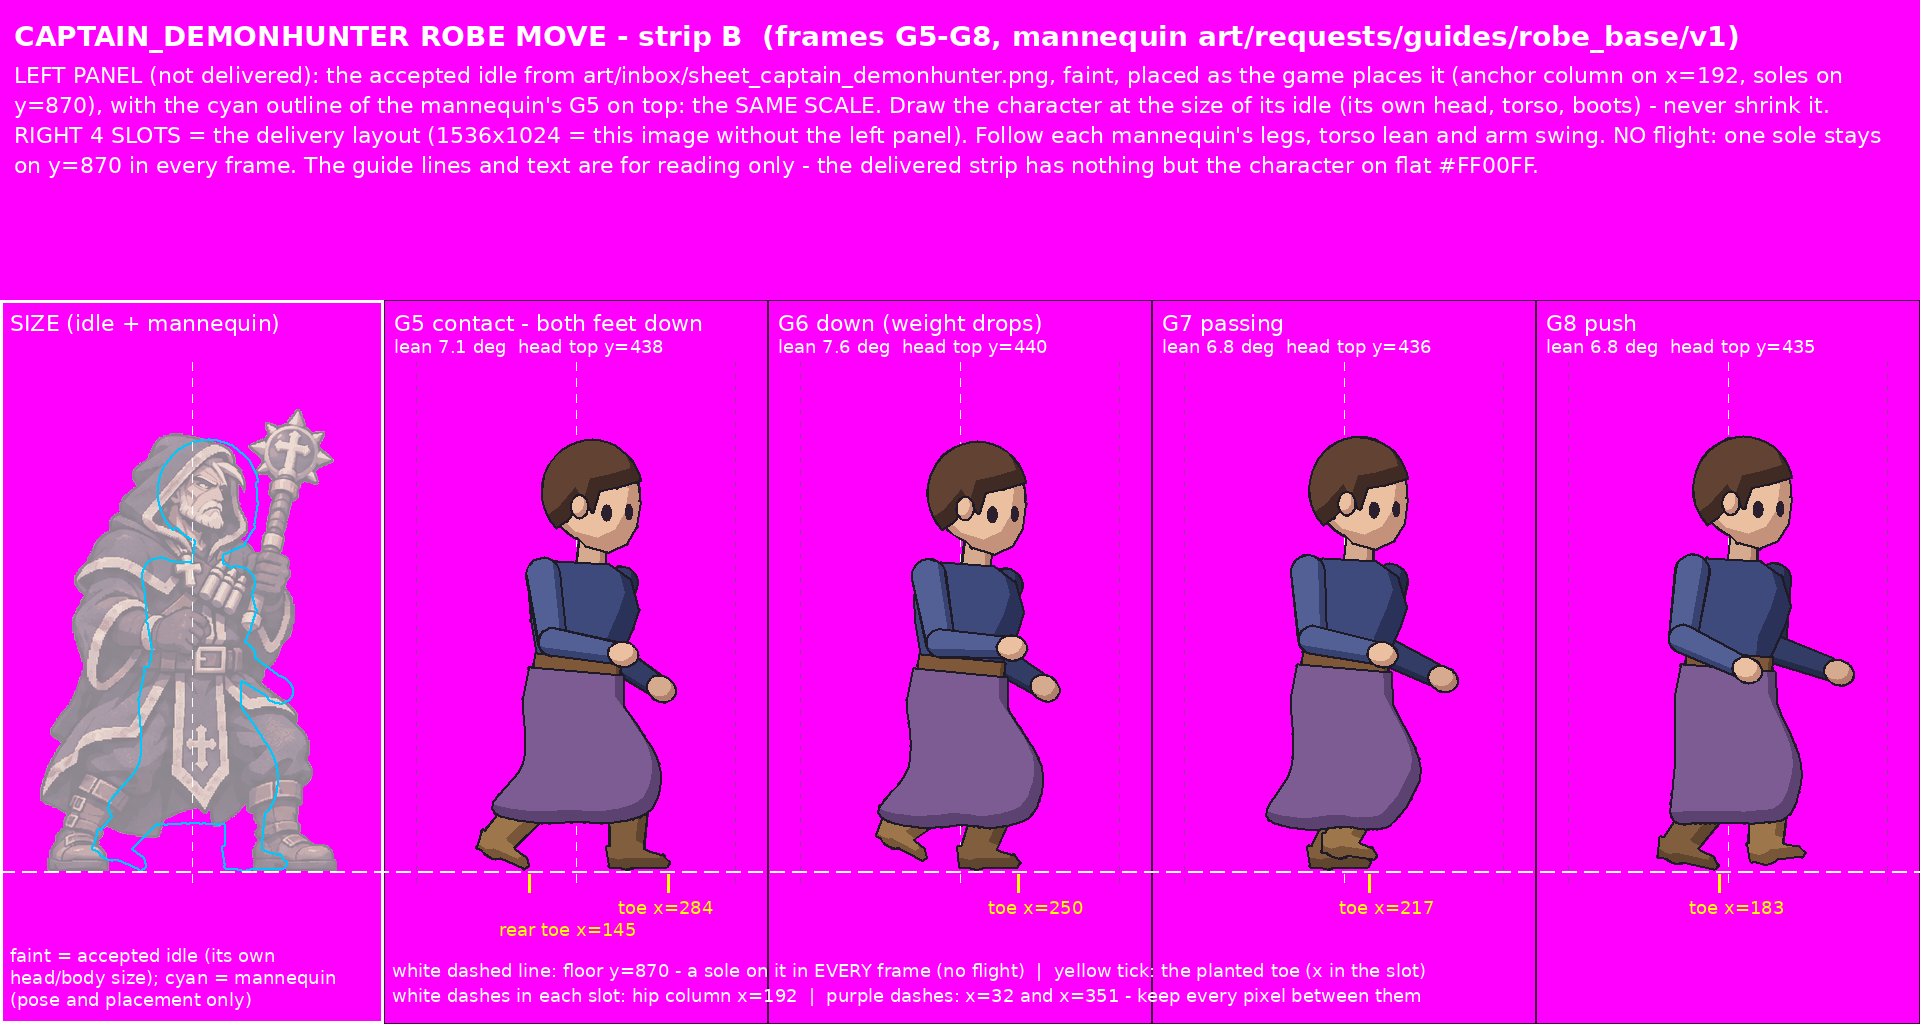 CAPTAIN_DEMONHUNTER ROBE MOVE - strip B  (frames G5-G8, mannequin art/requests/guides/robe_base/v1)
LEFT PANEL (not delivered): the accepted idle from art/inbox/sheet_captain_demonhunter.png, faint, placed as the game places it (anchor column on x=192, soles on
y=870), with the cyan outline of the mannequin's G5 on top: the SAME SCALE. Draw the character at the size of its idle (its own head, torso, boots) - never shrink it.
RIGHT 4 SLOTS = the delivery layout (1536x1024 = this image without the left panel). Follow each mannequin's legs, torso lean and arm swing. NO flight: one sole stays
on y=870 in every frame. The guide lines and text are for reading only - the delivered strip has nothing but the character on flat #FF00FF.
SIZE (idle + mannequin)
G5 contact - both feet down
lean 7.1 deg  head top y=438
G6 down (weight drops)
lean 7.6 deg  head top y=440
G7 passing
lean 6.8 deg  head top y=436
G8 push
lean 6.8 deg  head top y=435
toe x=284
rear toe x=145
toe x=250
toe x=217
toe x=183
faint = accepted idle (its own
head/body size); cyan = mannequin
(pose and placement only)
white dashed line: floor y=870 - a sole on it in EVERY frame (no flight)  |  yellow tick: the planted toe (x in the slot)
white dashes in each slot: hip column x=192  |  purple dashes: x=32 and x=351 - keep every pixel between them